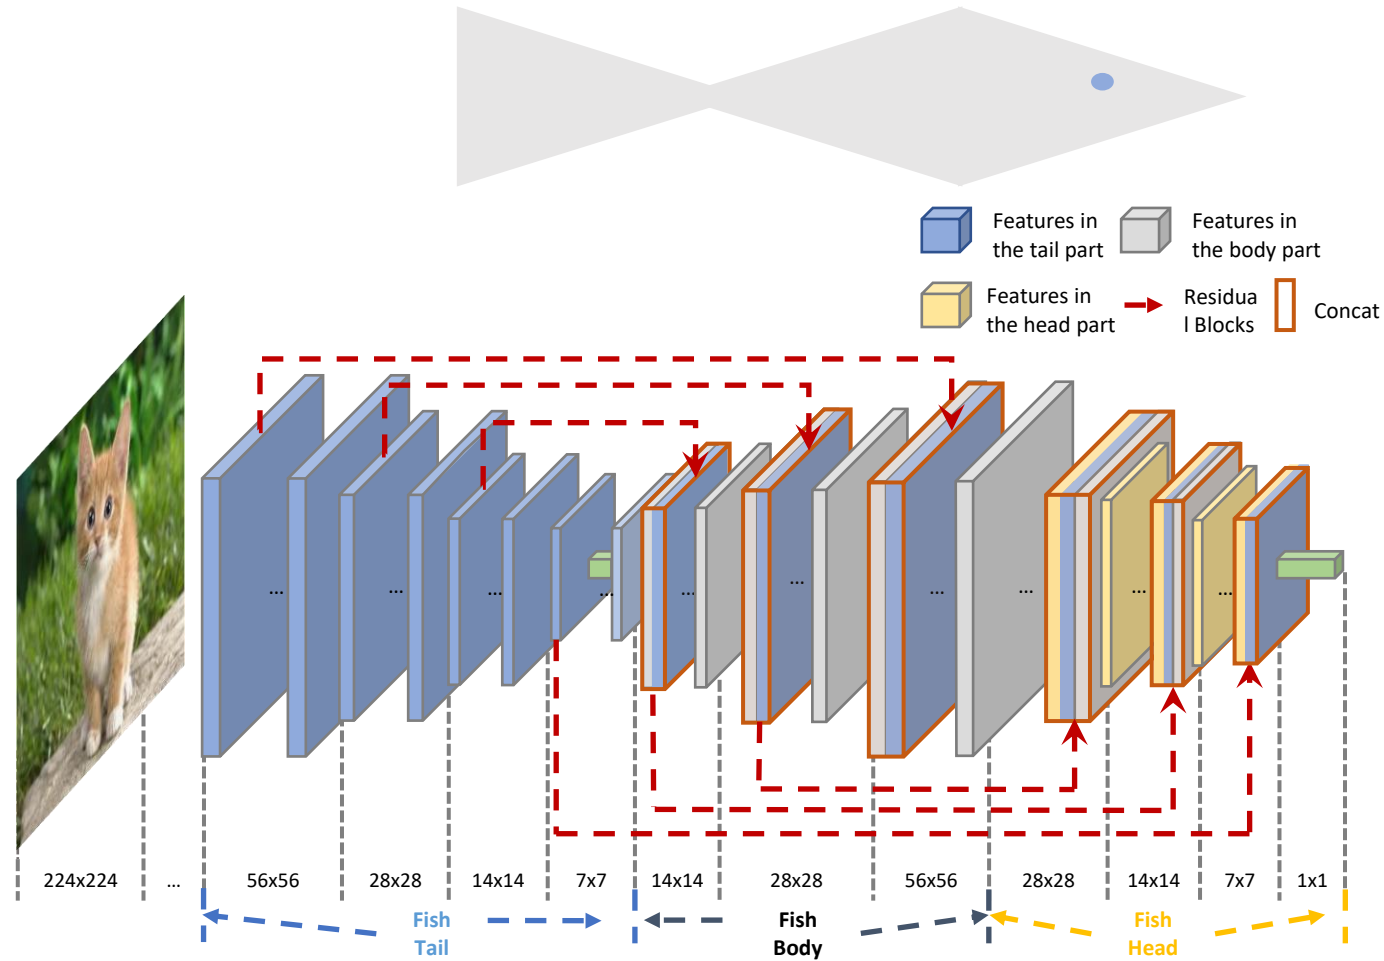 Features in
the tail part
Features in
the body part
Features in
the head part
Residua
l Blocks
Concat
...
...
...
...
...
...
...
...
...
...
224x224
...
56x56
28x28
14x14
7x7
14x14
28x28
56x56
28x28
14x14
7x7
1x1
Fish
Tail
Fish
Body
Fish
Head